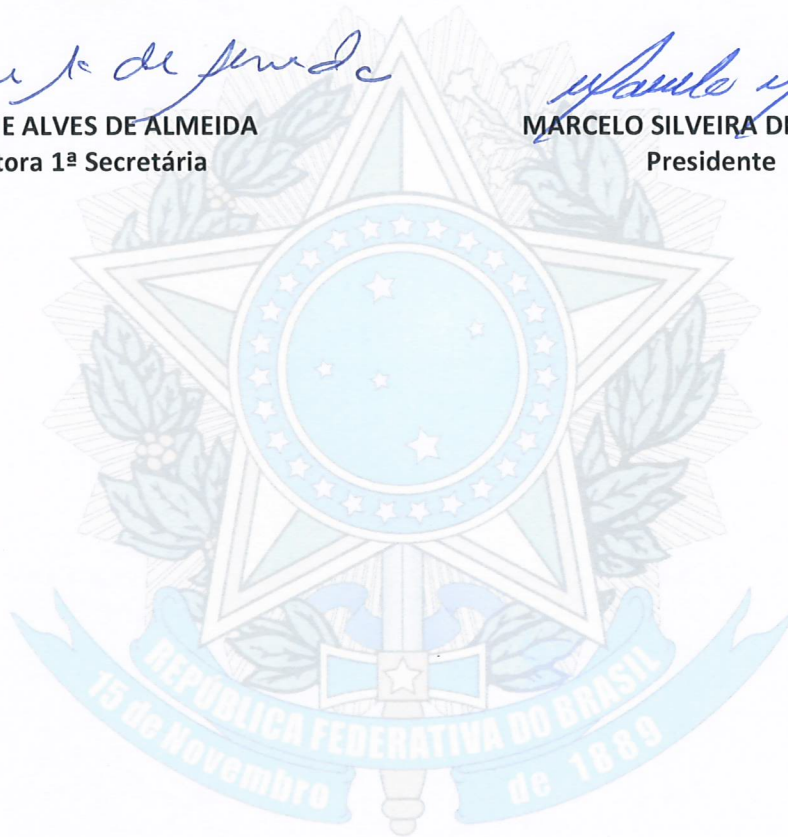 E ALVES DE ALMEIDA
tora 1ª Secretária
MARCELO SILVEIRA DE
Presidente
REPÚBLICA FEDERATIVA DO BRASIL
15 de Novembro de 1889